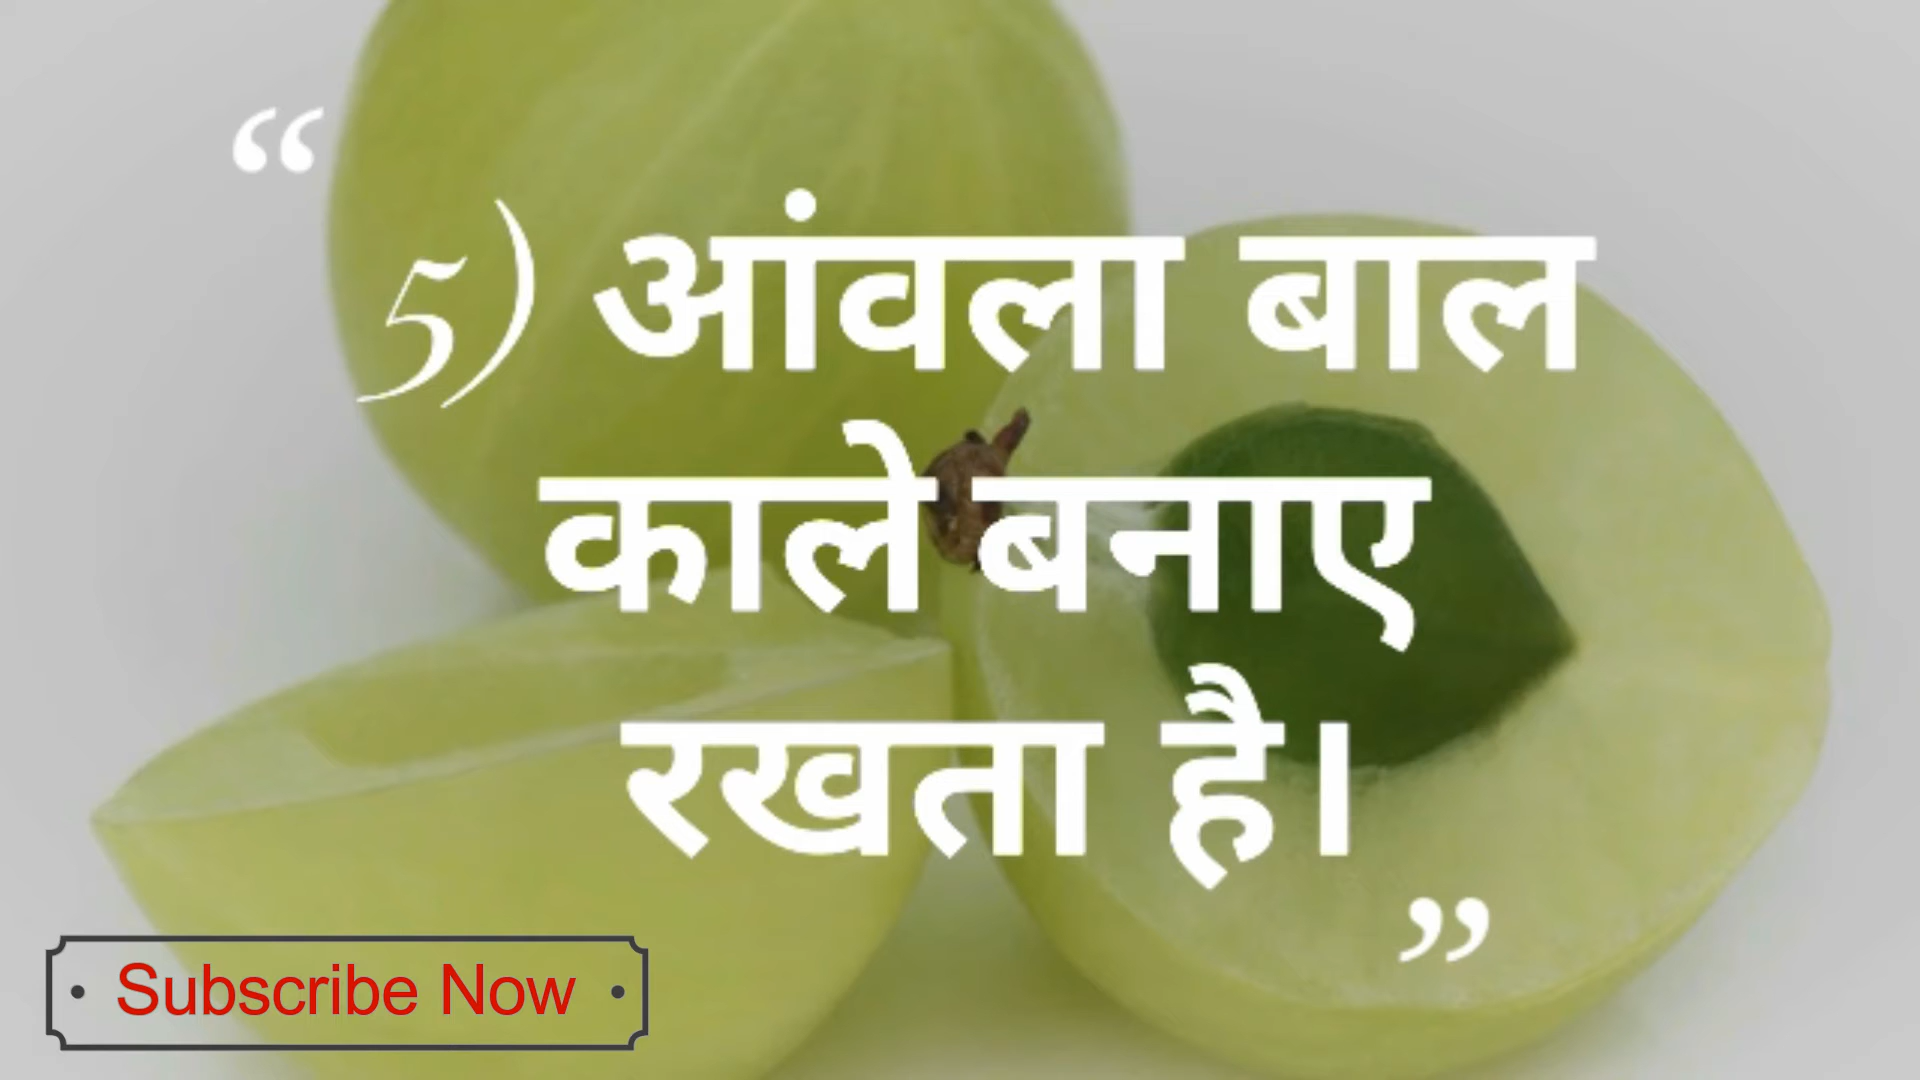 “
5) आंवला बाल
काले बनाए
रखता है।
”
• Subscribe Now •